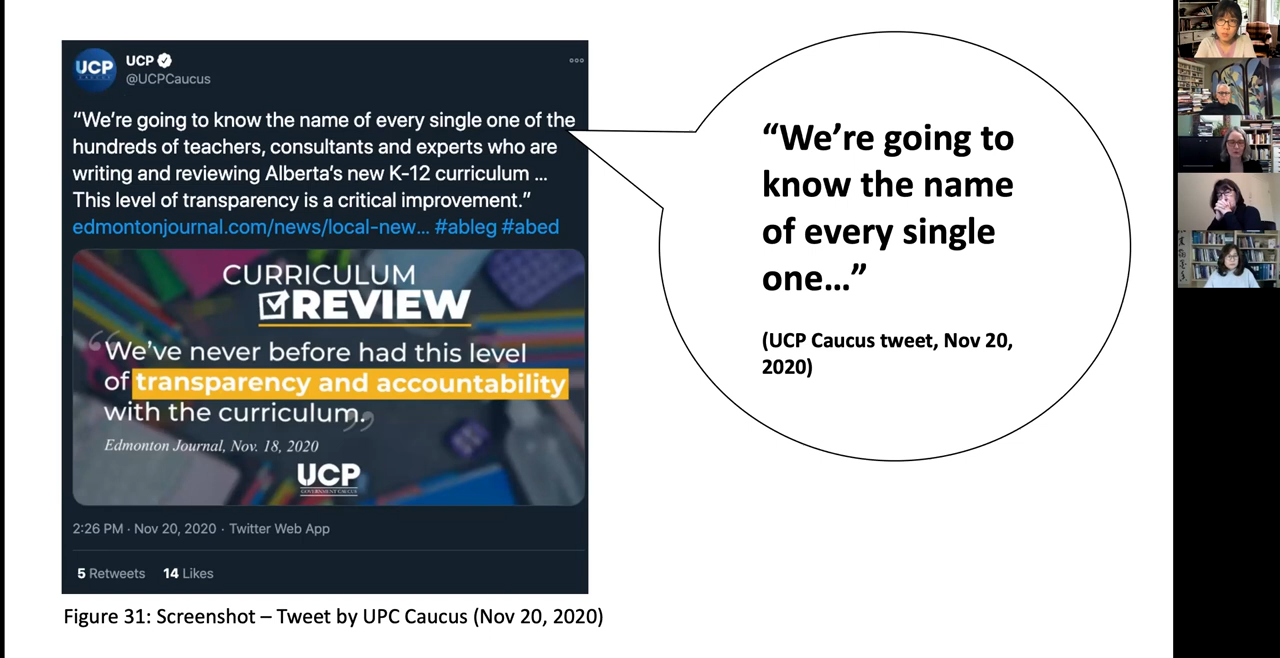 UCP
UCP
@UCPCaucus
“We’re going to know the name of every single one of the
hundreds of teachers, consultants and experts who are
writing and reviewing Alberta’s new K-12 curriculum ...
This level of transparency is a critical improvement.”
edmontonjournal.com/news/local-new... #ableg #abed
CURRICULUM
REVIEW
“We’ve never before had this level
of transparency and accountability
with the curriculum.”
Edmonton Journal, Nov. 18, 2020
UCP
GOVERNMENT CAUCUS
2:26 PM · Nov 20, 2020 · Twitter Web App
5 Retweets 14 Likes
Figure 31: Screenshot – Tweet by UPC Caucus (Nov 20, 2020)
“We’re going to
know the name
of every single
one…”
(UCP Caucus tweet, Nov 20,
2020)